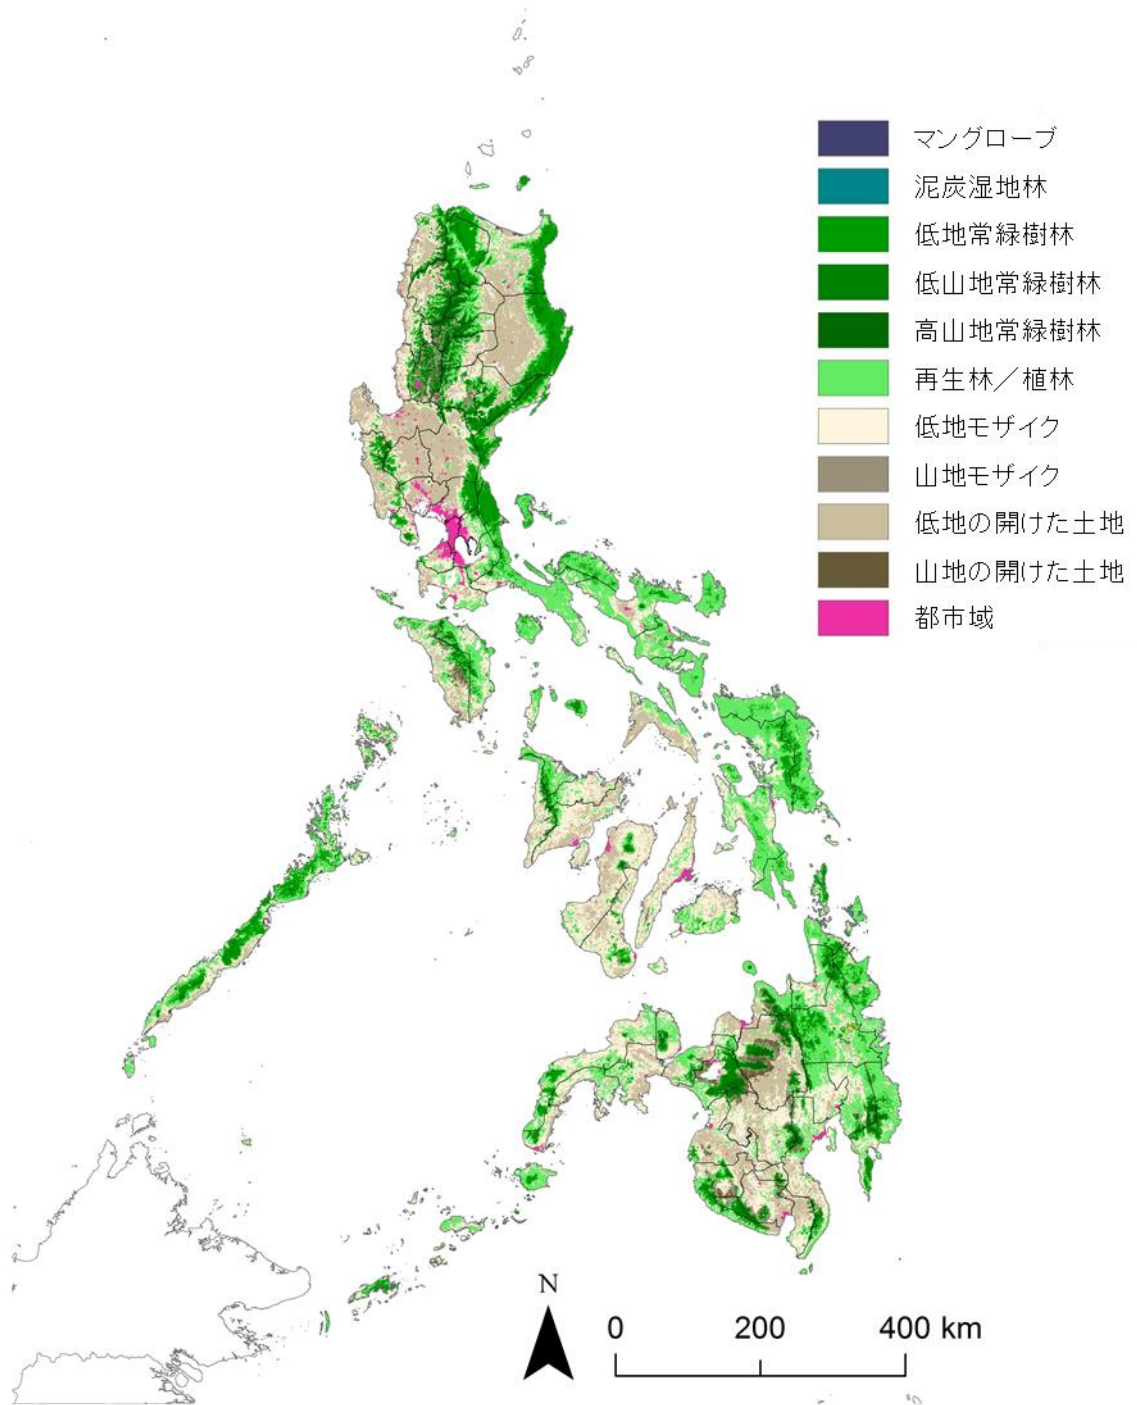 マングローブ
泥炭湿地林
低地常緑樹林
低山地常緑樹林
高山地常緑樹林
再生林／植林
低地モザイク
山地モザイク
低地の開けた土地
山地の開けた土地
都市域
N
0 200 400 km